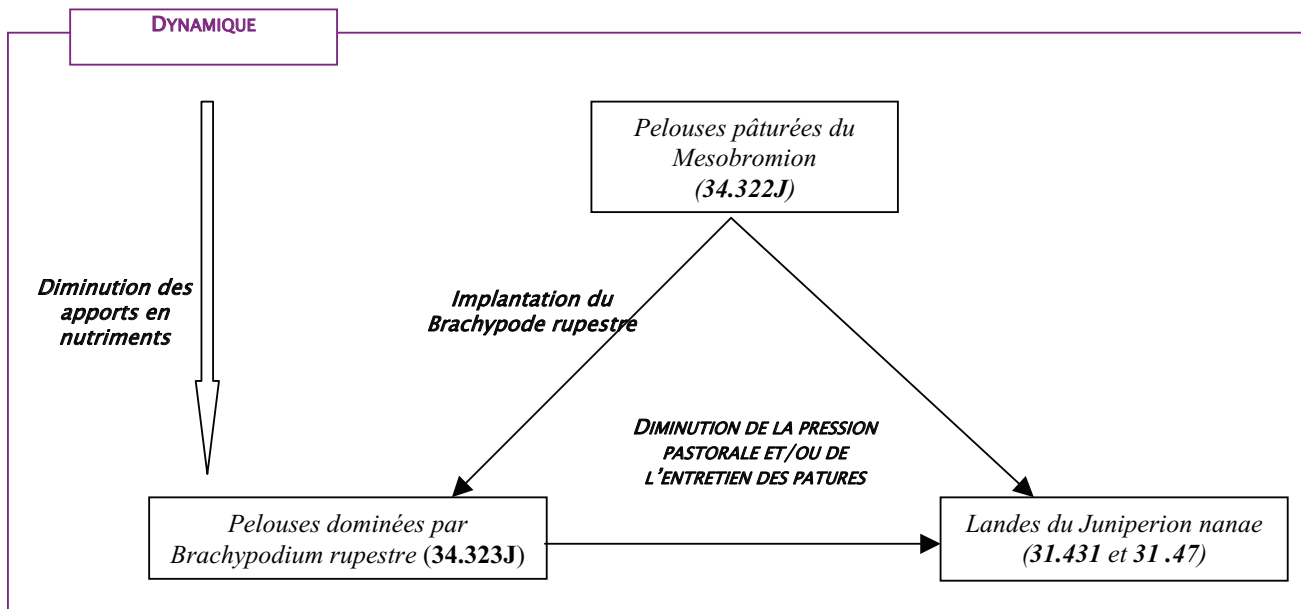 DYNAMIQUE
Pelouses pâturées du
Mesobromion
(34.322J)
Diminution des
apports en
nutriments
Implantation du
Brachypode rupestre
DIMINUTION DE LA PRESSION
PASTORALE ET/OU DE
L'ENTRETIEN DES PATURES
Pelouses dominées par
Brachypodium rupestre (34.323J)
Landes du Juniperion nanae
(31.431 et 31 .47)